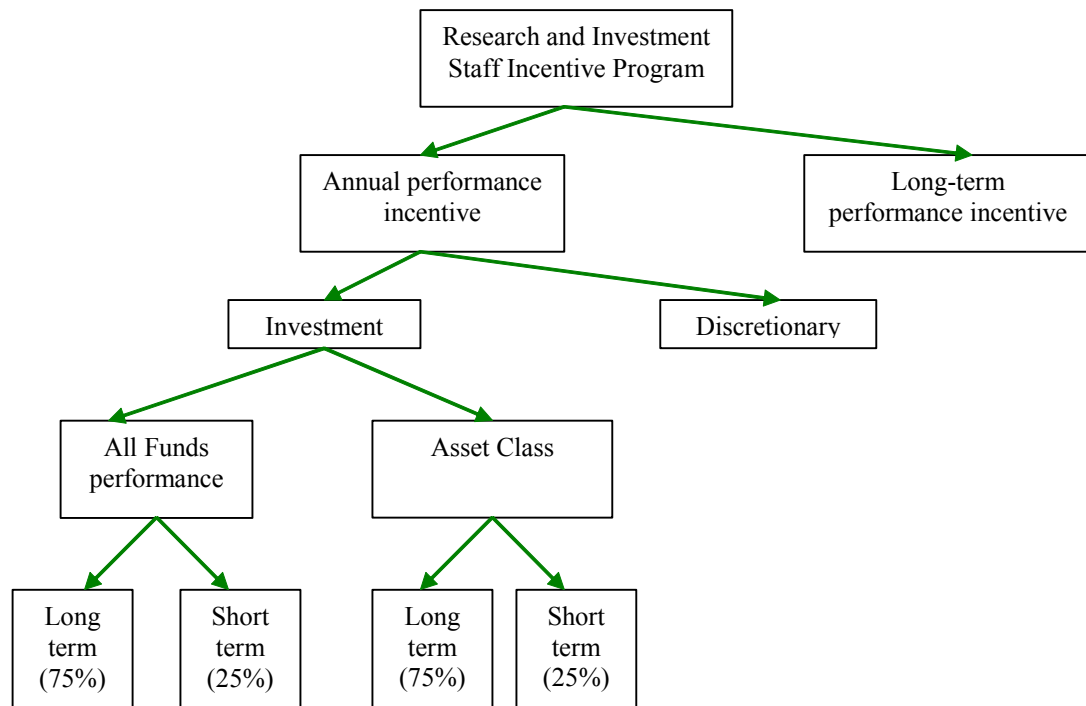 Research and Investment
Staff Incentive Program
Annual performance
incentive
Long-term
performance incentive
Investment
Discretionary
All Funds
performance
Asset Class
Long
term
(75%)
Short
term
(25%)
Long
term
(75%)
Short
term
(25%)